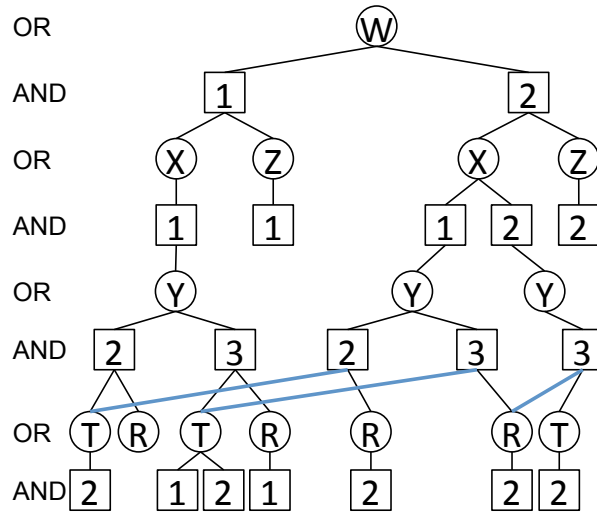 OR W
AND 1 2
OR X Z X Z
AND 1 1 1 2 2
OR Y Y Y
AND 2 3 2 3 3
OR T R T R R R T
AND 2 1 2 1 2 2 2